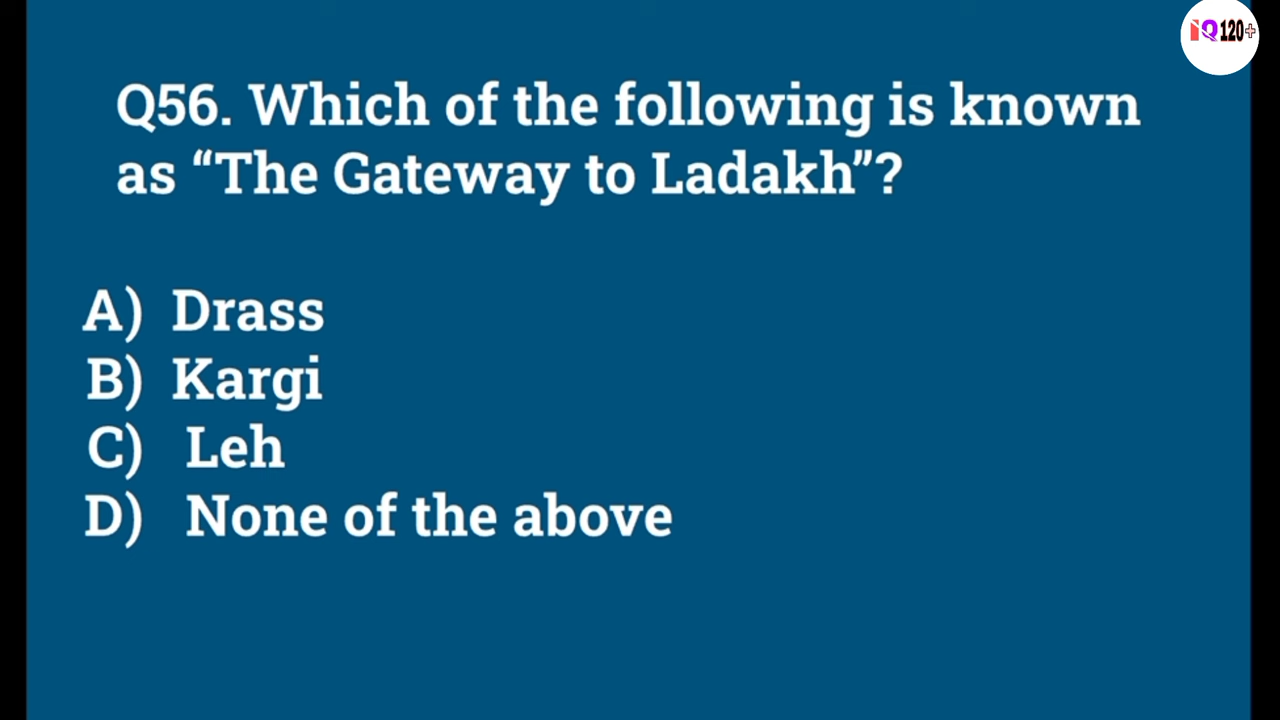 iQ120+
Q56. Which of the following is known
as “The Gateway to Ladakh”?
A) Drass
B) Kargi
C) Leh
D) None of the above